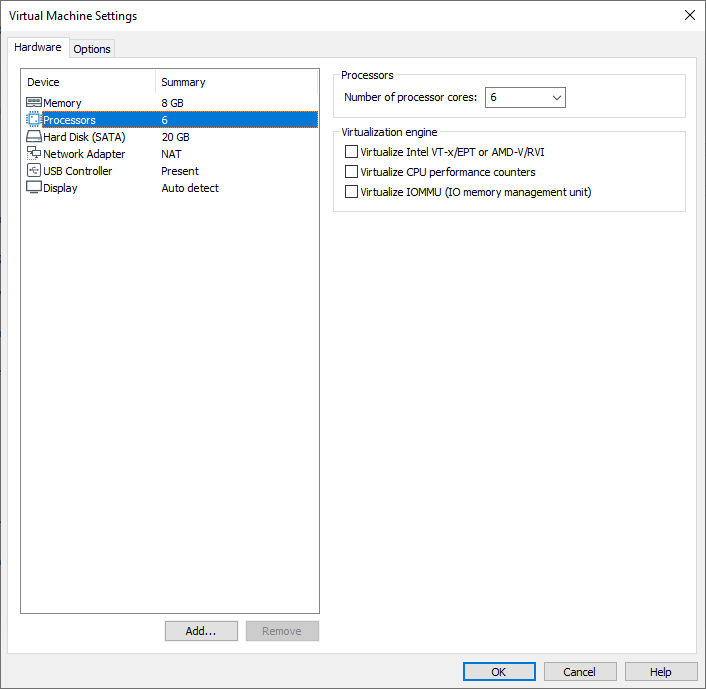 Virtual Machine Settings
Hardware Options
Device Summary
Memory 8 GB
Processors 6
Hard Disk (SATA) 20 GB
Network Adapter NAT
USB Controller Present
Display Auto detect
Add... Remove
Processors
Number of processor cores: 6
Virtualization engine
Virtualize Intel VT-x/EPT or AMD-V/RVI
Virtualize CPU performance counters
Virtualize IOMMU (IO memory management unit)
OK Cancel Help